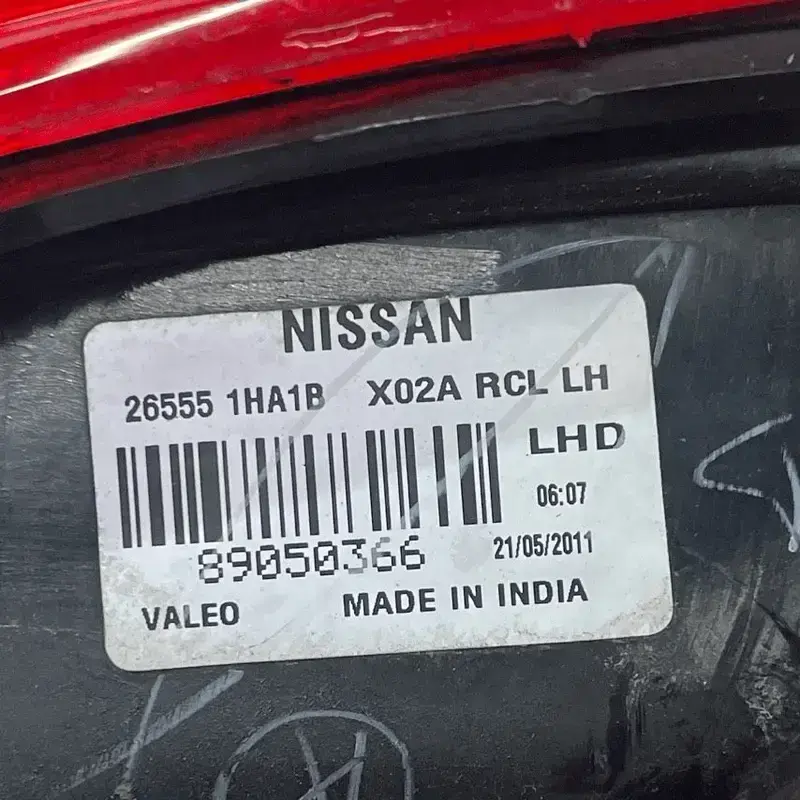 NISSAN
26555 1HA1B X02A RCL LH
LHD
06:07
89050366 21/05/2011
VALEO MADE IN INDIA